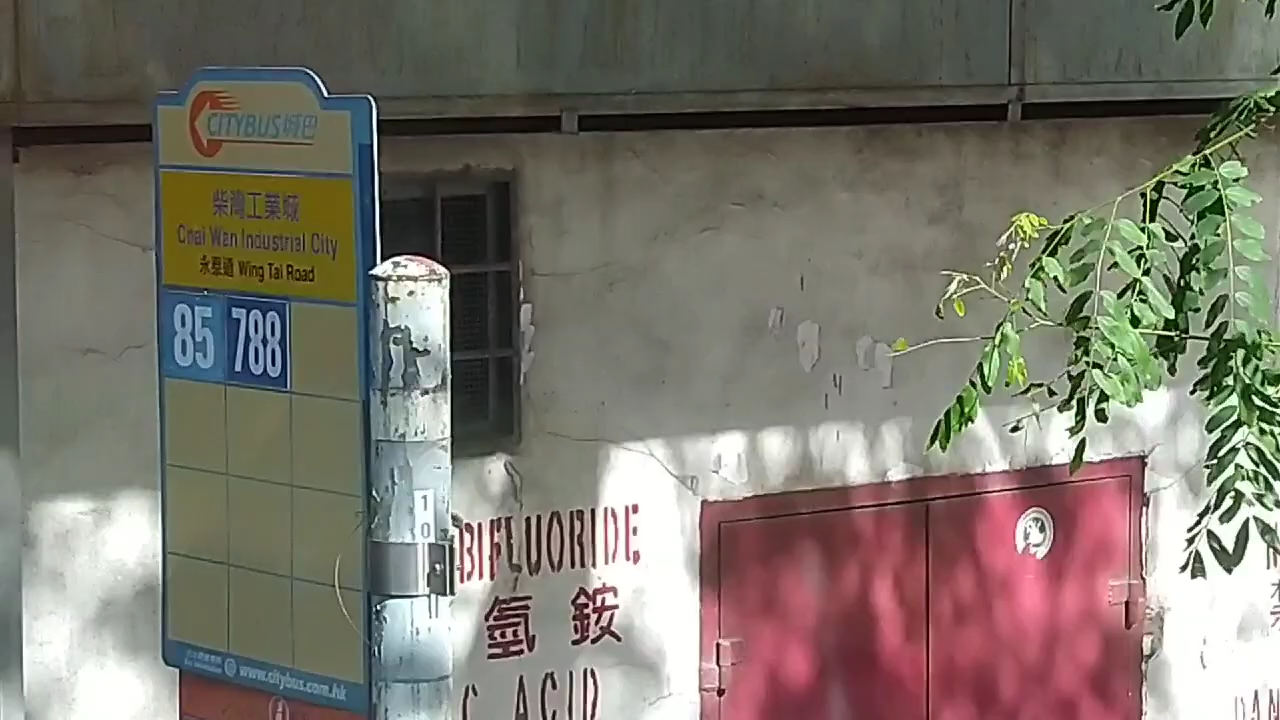 CITYBUS城巴
柴灣工業城
Chai Wan Industrial City
永泰道 Wing Tai Road
85 788
10
www.citybus.com.hk
BIFLUORIDE
氫 銨
C ACID
DAN